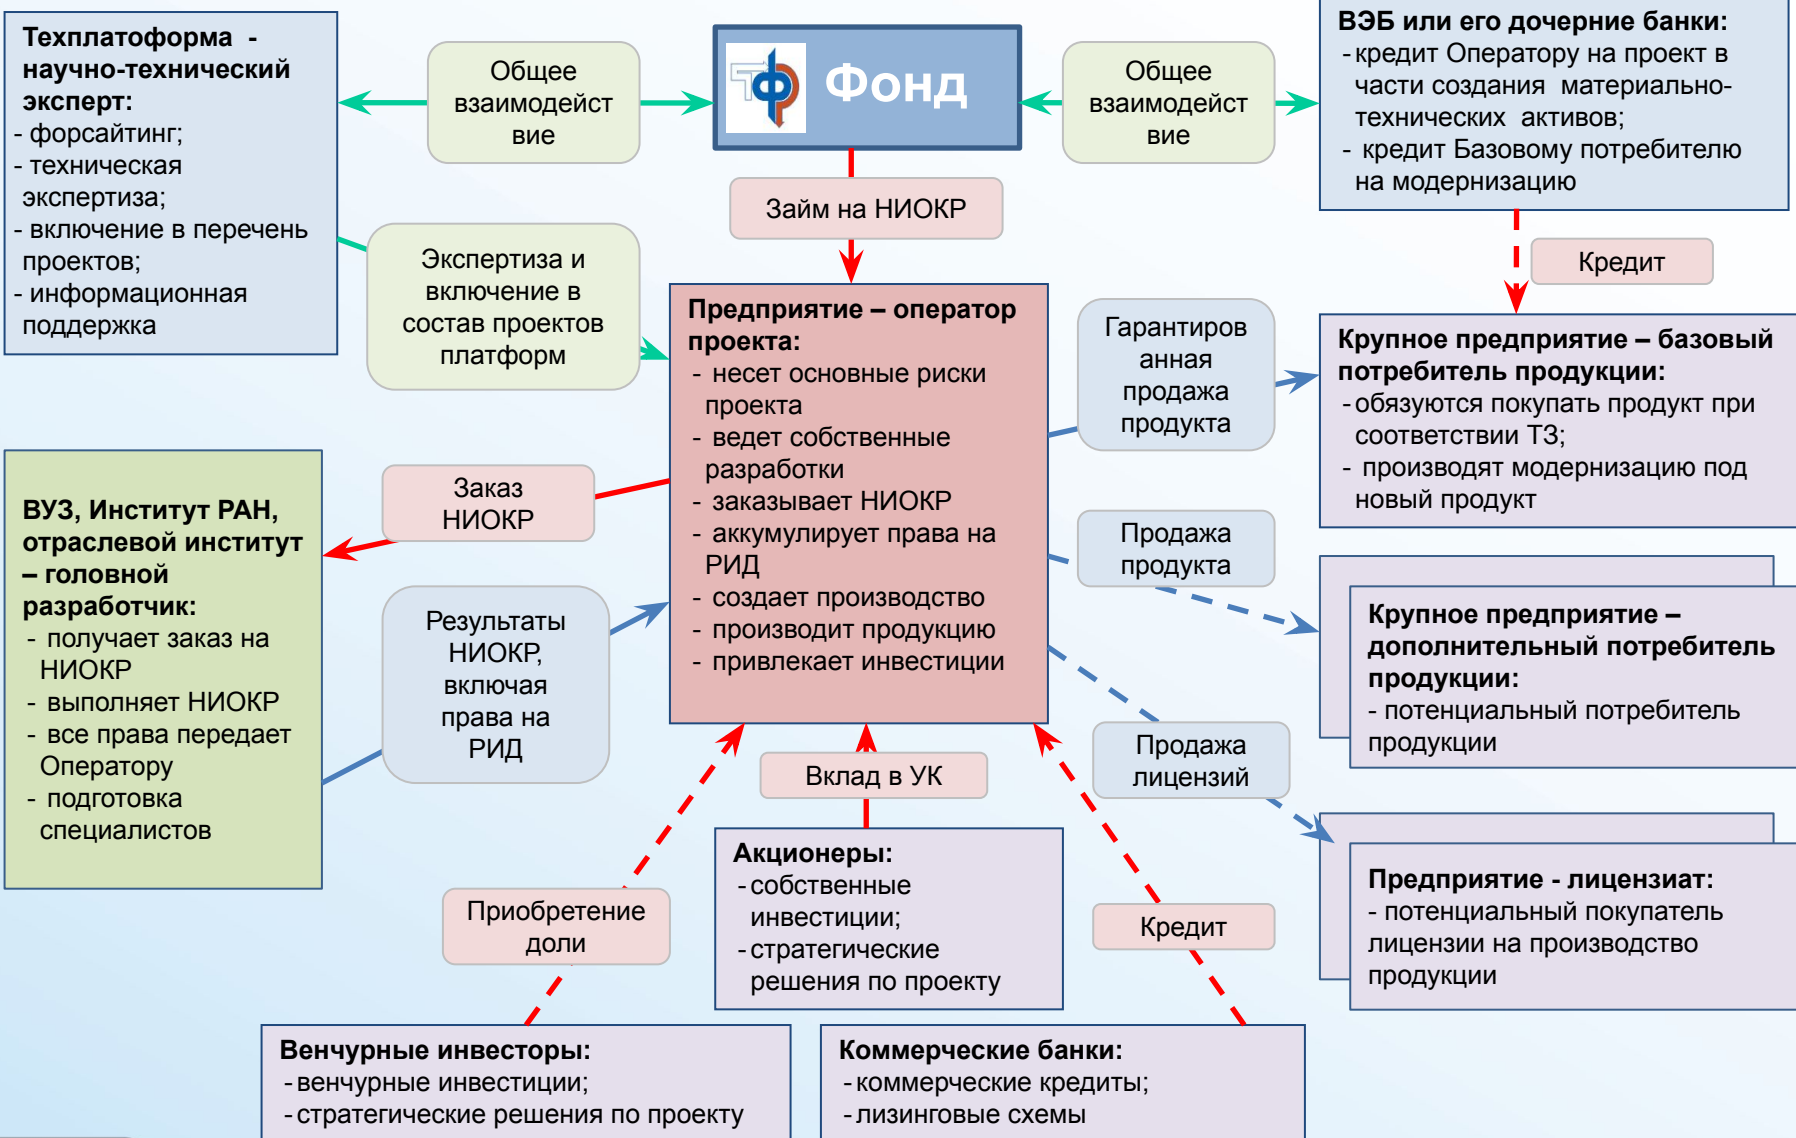 Техплатоформа -
научно-технический
эксперт:
- форсайтинг;
- техническая
экспертиза;
- включение в перечень
проектов;
- информационная
поддержка
Общее
взаимодейст
вие
ТФР
Фонд
Общее
взаимодейст
вие
ВЭБ или его дочерние банки:
- кредит Оператору на проект в
части создания материально-
технических активов;
- кредит Базовому потребителю
на модернизацию
Займ на НИОКР
Экспертиза и
включение в
состав проектов
платформ
Кредит
Предприятие – оператор
проекта:
- несет основные риски
проекта
- ведет собственные
разработки
- заказывает НИОКР
- аккумулирует права на
РИД
- создает производство
- производит продукцию
- привлекает инвестиции
Гарантиров
анная
продажа
продукта
Крупное предприятие – базовый
потребитель продукции:
- обязуются покупать продукт при
соответствии ТЗ;
- производят модернизацию под
новый продукт
Заказ
НИОКР
ВУЗ, Институт РАН,
отраслевой институт
– головной
разработчик:
- получает заказ на
НИОКР
- выполняет НИОКР
- все права передает
Оператору
- подготовка
специалистов
Результаты
НИОКР,
включая
права на
РИД
Продажа
продукта
Крупное предприятие –
дополнительный потребитель
продукции:
- потенциальный потребитель
продукции
Продажа
лицензий
Вклад в УК
Акционеры:
- собственные
инвестиции;
- стратегические
решения по проекту
Приобретение
доли
Кредит
Предприятие - лицензиат:
- потенциальный покупатель
лицензии на производство
продукции
Венчурные инвесторы:
- венчурные инвестиции;
- стратегические решения по проекту
Коммерческие банки:
- коммерческие кредиты;
- лизинговые схемы